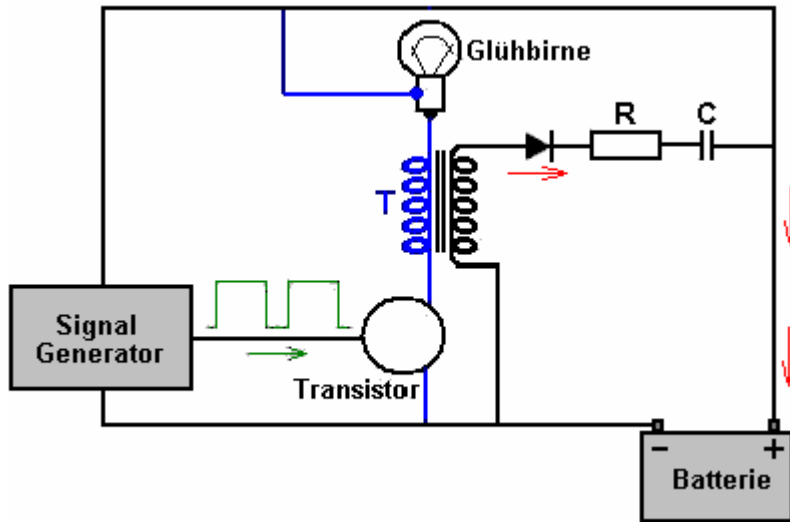 Glühbirne
R
C
T
Signal
Generator
Transistor
- +
Batterie